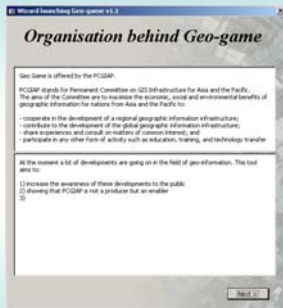 Wizard launching Geo-game v1.1
Organisation behind Geo-game
Geo Game is offered by the PCGIAP.
PCGIAP stands for Permanent Committee on GIS Infrastructure for Asia and the Pacific.
The aims of the Committee are to maximize the economic, social and environmental benefits of
geographic information for nations from Asia and the Pacific to:
- cooperate in the development of a regional geographic information infrastructure;
- contribute to the development of the global geographic information infrastructure;
- share experiences and consult on matters of common interest; and
- participate in any other form of activity such as education, training, and technology transfer
At the moment a lot of developments are going on in the field of geo-information. This tool
aims to:
1) increase the awareness of these developments to the public
2) showing that PCGIAP is not a producer but an enabler
3)
Next >